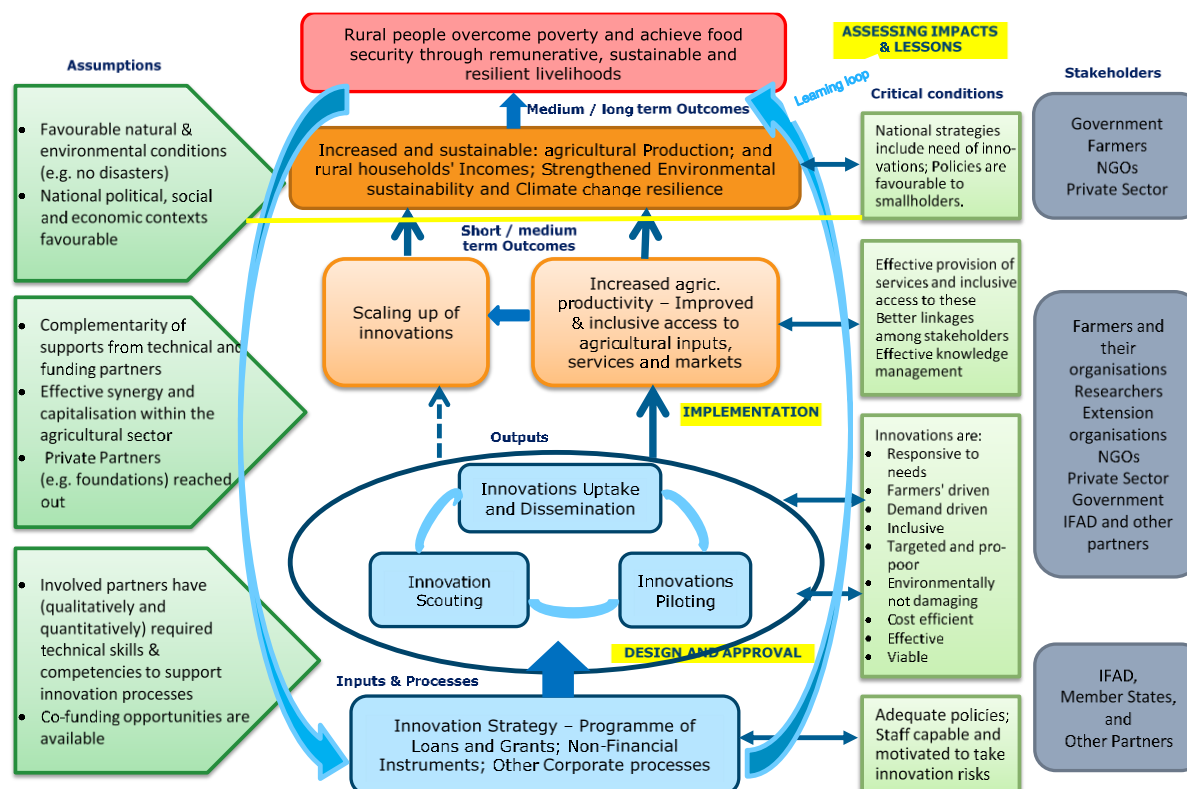 Rural people overcome poverty and achieve food
security through remunerative, sustainable and
resilient livelihoods
ASSESSING IMPACTS
& LESSONS
Learning loop
Assumptions
Favourable natural &
environmental conditions
(e.g. no disasters)
National political, social
and economic contexts
favourable
Complementarity of
supports from technical and
funding partners
Effective synergy and
capitalisation within the
agricultural sector
Private Partners
(e.g. foundations) reached
out
Involved partners have
(qualitatively and
quantitatively) required
technical skills &
competencies to support
innovation processes
Co-funding opportunities are
available
Medium / long term Outcomes
Increased and sustainable: agricultural Production; and
rural households' Incomes; Strengthened Environmental
sustainability and Climate change resilience
Short / medium
term Outcomes
Scaling up of
innovations
Increased agric.
productivity – Improved
& inclusive access to
agricultural inputs,
services and markets
IMPLEMENTATION
Outputs
Innovations Uptake
and Dissemination
Innovation
Scouting
Innovations
Piloting
DESIGN AND APPROVAL
Inputs & Processes
Innovation Strategy – Programme of
Loans and Grants; Non-Financial
Instruments; Other Corporate processes
Critical conditions
National strategies
include need of inno-
vations; Policies are
favourable to
smallholders.
Effective provision of
services and inclusive
access to these
Better linkages
among stakeholders
Effective knowledge
management
Innovations are:
Responsive to
needs
Farmers' driven
Demand driven
Inclusive
Targeted and pro-
poor
Environmentally
not damaging
Cost efficient
Effective
Viable
Adequate policies;
Staff capable and
motivated to take
innovation risks
Stakeholders
Government
Farmers
NGOs
Private Sector
Farmers and
their
organisations
Researchers
Extension
organisations
NGOs
Private Sector
Government
IFAD and other
partners
IFAD,
Member States,
and
Other Partners